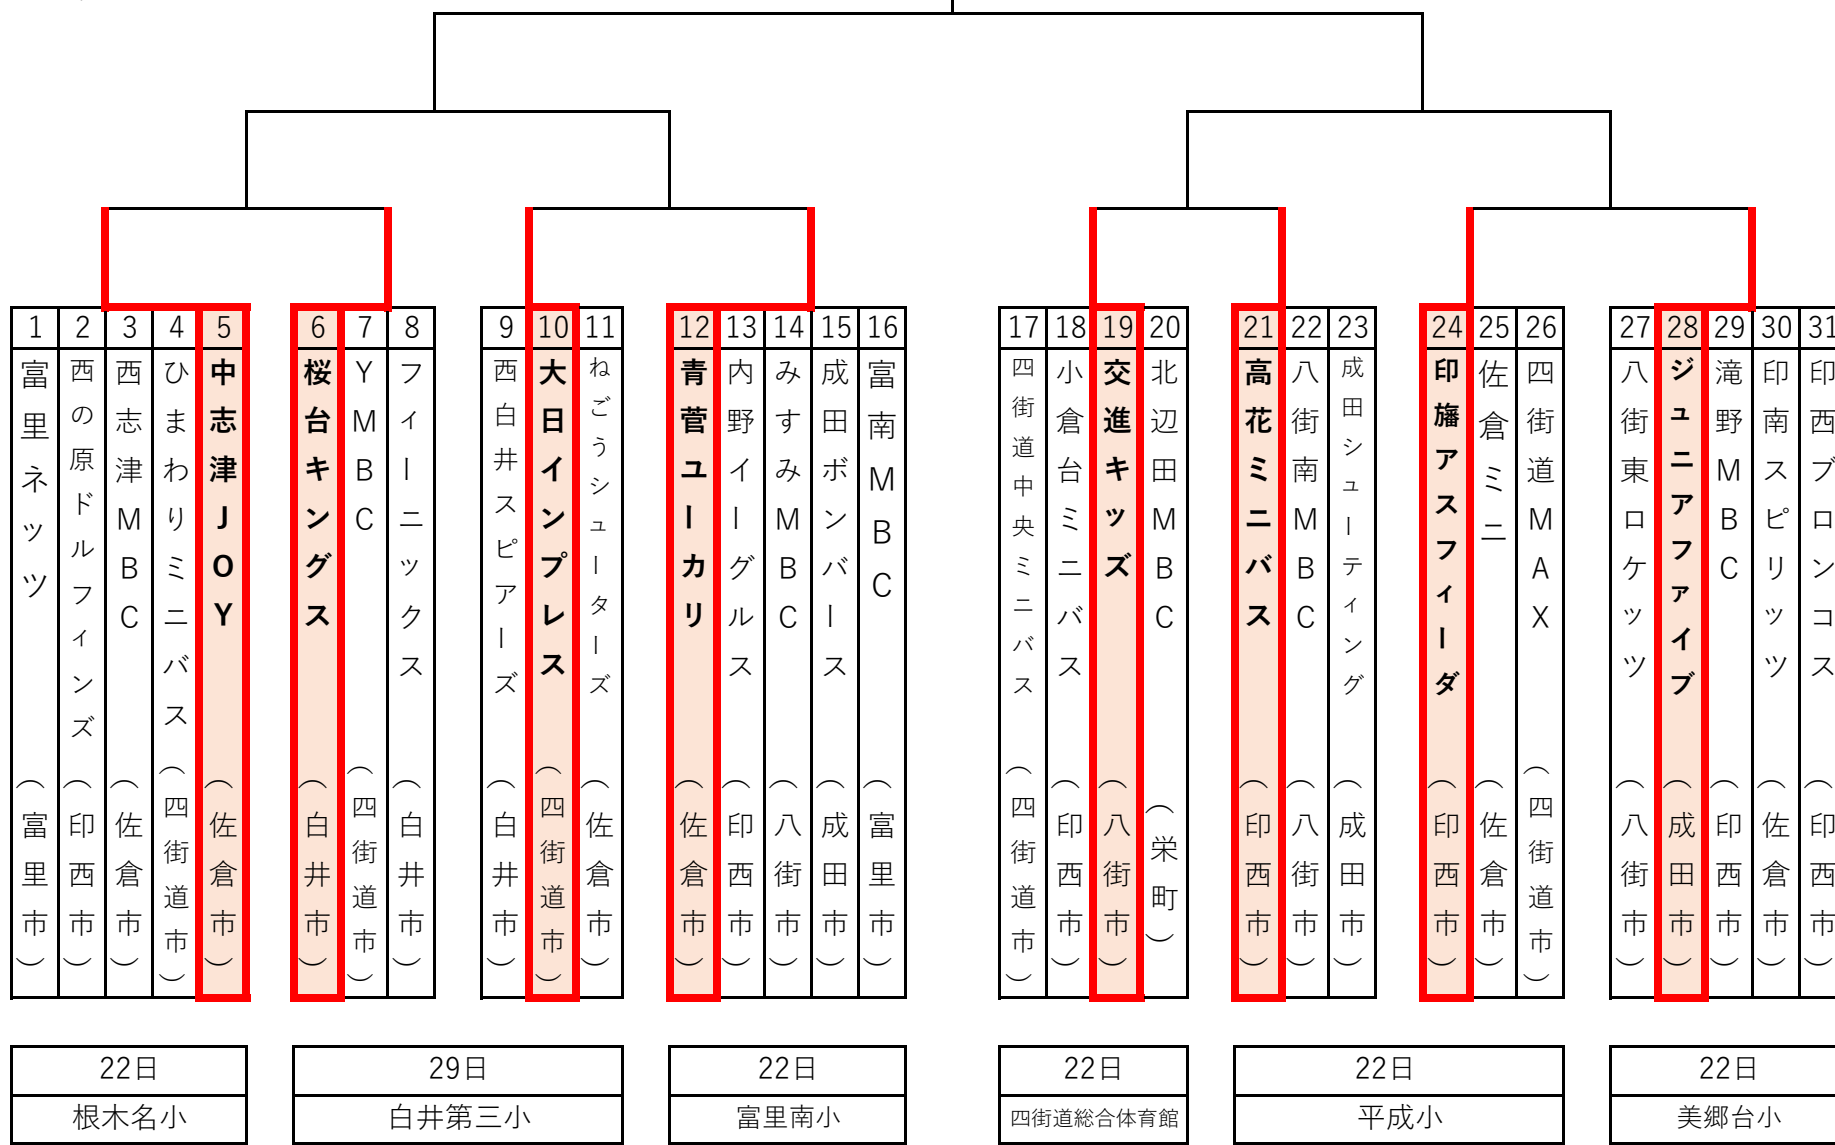 1 富里ネッツ（富里市）
2 西の原ドルフィンズ（印西市）
3 西志津MBC（佐倉市）
4 ひまわりミニバス（四街道市）
5 中志津JOY（佐倉市）
6 桜台キングス（白井市）
7 YMBC（四街道市）
8 フィーニックス（白井市）
9 西白井スピアーズ（白井市）
10 大日インプレス（四街道市）
11 ねごうシューターズ（佐倉市）
12 青菅ユーカリ（佐倉市）
13 内野イーグルス（印西市）
14 みすみMBC（八街市）
15 成田ボンバース（成田市）
16 富南MBC（富里市）
17 四街道中央ミニバス（四街道市）
18 小倉台ミニバス（印西市）
19 交進キッズ（八街市）
20 北辺田MBC（栄町）
21 高花ミニバス（印西市）
22 八街南MBC（八街市）
23 成田シューティング（成田市）
24 印旛アスフィーダ（印西市）
25 佐倉ミニ（佐倉市）
26 四街道MAX（四街道市）
27 八街東ロケッツ（八街市）
28 ジュニアファイブ（成田市）
29 滝野MBC（印西市）
30 印南スピリッツ（佐倉市）
31 印西ブロンコス（印西市）
22日
根木名小
29日
白井第三小
22日
富里南小
22日
四街道総合体育館
22日
平成小
22日
美郷台小